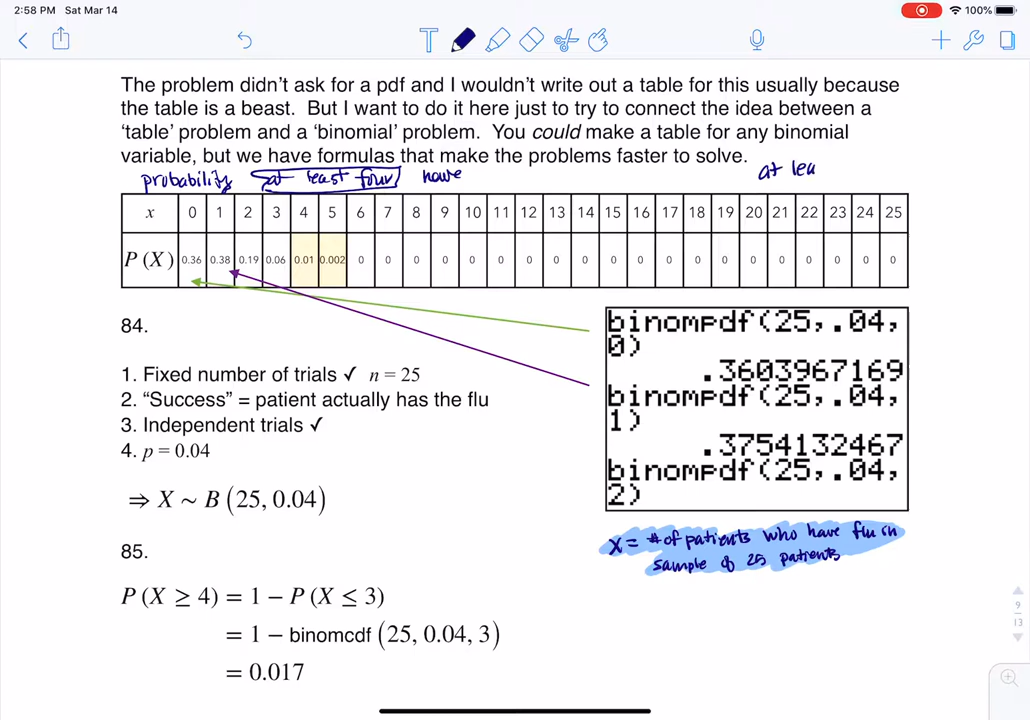 2:58 PM Sat Mar 14
100%
The problem didn't ask for a pdf and I wouldn't write out a table for this usually because
the table is a beast. But I want to do it here just to try to connect the idea between a
'table' problem and a 'binomial' problem. You could make a table for any binomial
variable, but we have formulas that make the problems faster to solve.
probability at least four have at lea
x 0 1 2 3 4 5 6 7 8 9 10 11 12 13 14 15 16 17 18 19 20 21 22 23 24 25
P (X) 0.36 0.38 0.19 0.06 0.01 0.002 0 0 0 0 0 0 0 0 0 0 0 0 0 0 0 0 0 0 0 0
84.
1. Fixed number of trials ✓ n = 25
2. “Success” = patient actually has the flu
3. Independent trials ✓
4. p = 0.04
⇒ X ~ B (25, 0.04)
binompdf(25,.04,
0)
.3603967169
binompdf(25,.04,
1)
.3754132467
binompdf(25,.04,
2)
x = # of patients who have flu in
sample of 25 patients
85.
P (X ≥ 4) = 1 − P (X ≤ 3)
= 1 − binomcdf (25, 0.04, 3)
= 0.017
9
13